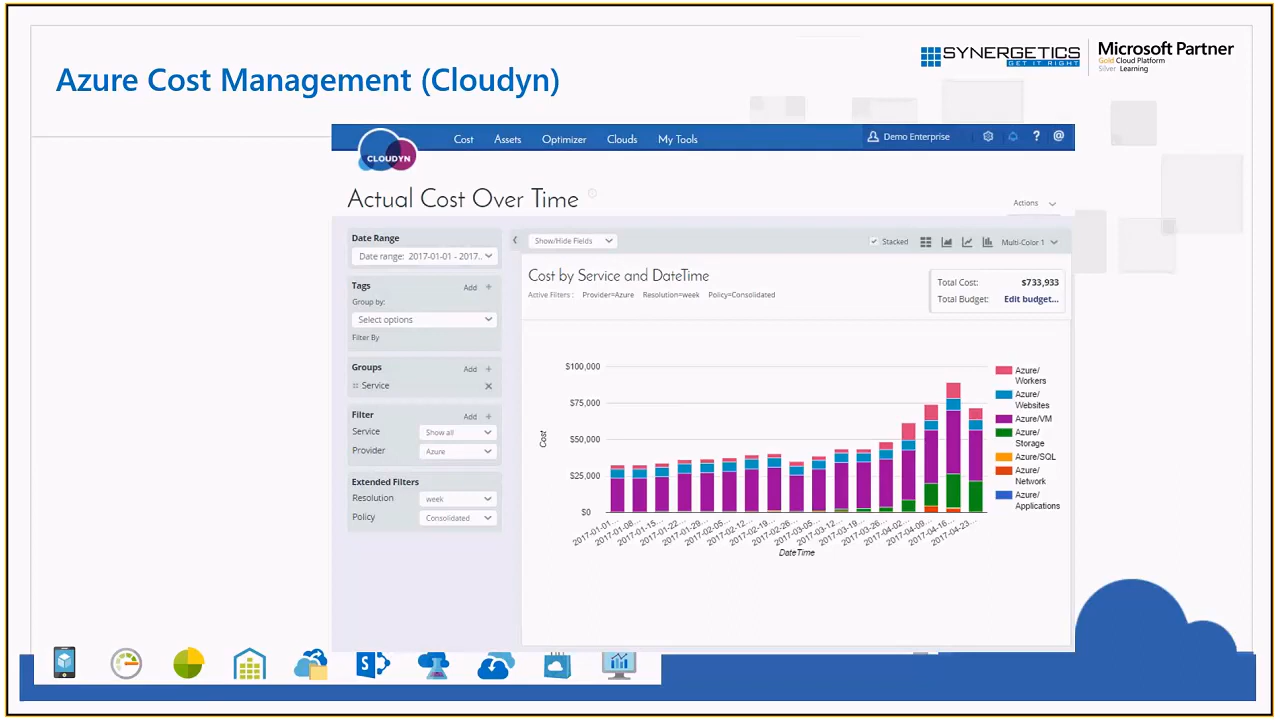 Azure Cost Management (Cloudyn)
SYNERGETICS
GET IT RIGHT
Microsoft Partner
Gold Cloud Platform
Silver Learning
CLOUDYN
Cost Assets Optimizer Clouds My Tools
Demo Enterprise ? @
Actual Cost Over Time
Actions
Date Range
Date range: 2017-01-01 - 2017..
Tags Add +
Group by:
Select options
Filter By
Groups Add +
Service
Filter Add +
Service Show all
Provider Azure
Extended Filters
Resolution week
Policy Consolidated
Show/Hide Fields
Stacked
Multi-Color 1
Cost by Service and DateTime
Active Filters : Provider=Azure Resolution=week Policy=Consolidated
Total Cost: $733,933
Total Budget: Edit budget...
$100,000
$75,000
$50,000
$25,000
$0
Cost
2017-01-01...
2017-01-08...
2017-01-15...
2017-01-22...
2017-01-29...
2017-02-05...
2017-02-12...
2017-02-19...
2017-02-26...
2017-03-05...
2017-03-12...
2017-03-19...
2017-03-26...
2017-04-02...
2017-04-09...
2017-04-16...
2017-04-23...
DateTime
Azure/
Workers
Azure/
Websites
Azure/VM
Azure/
Storage
Azure/SQL
Azure/
Network
Azure/
Applications
S